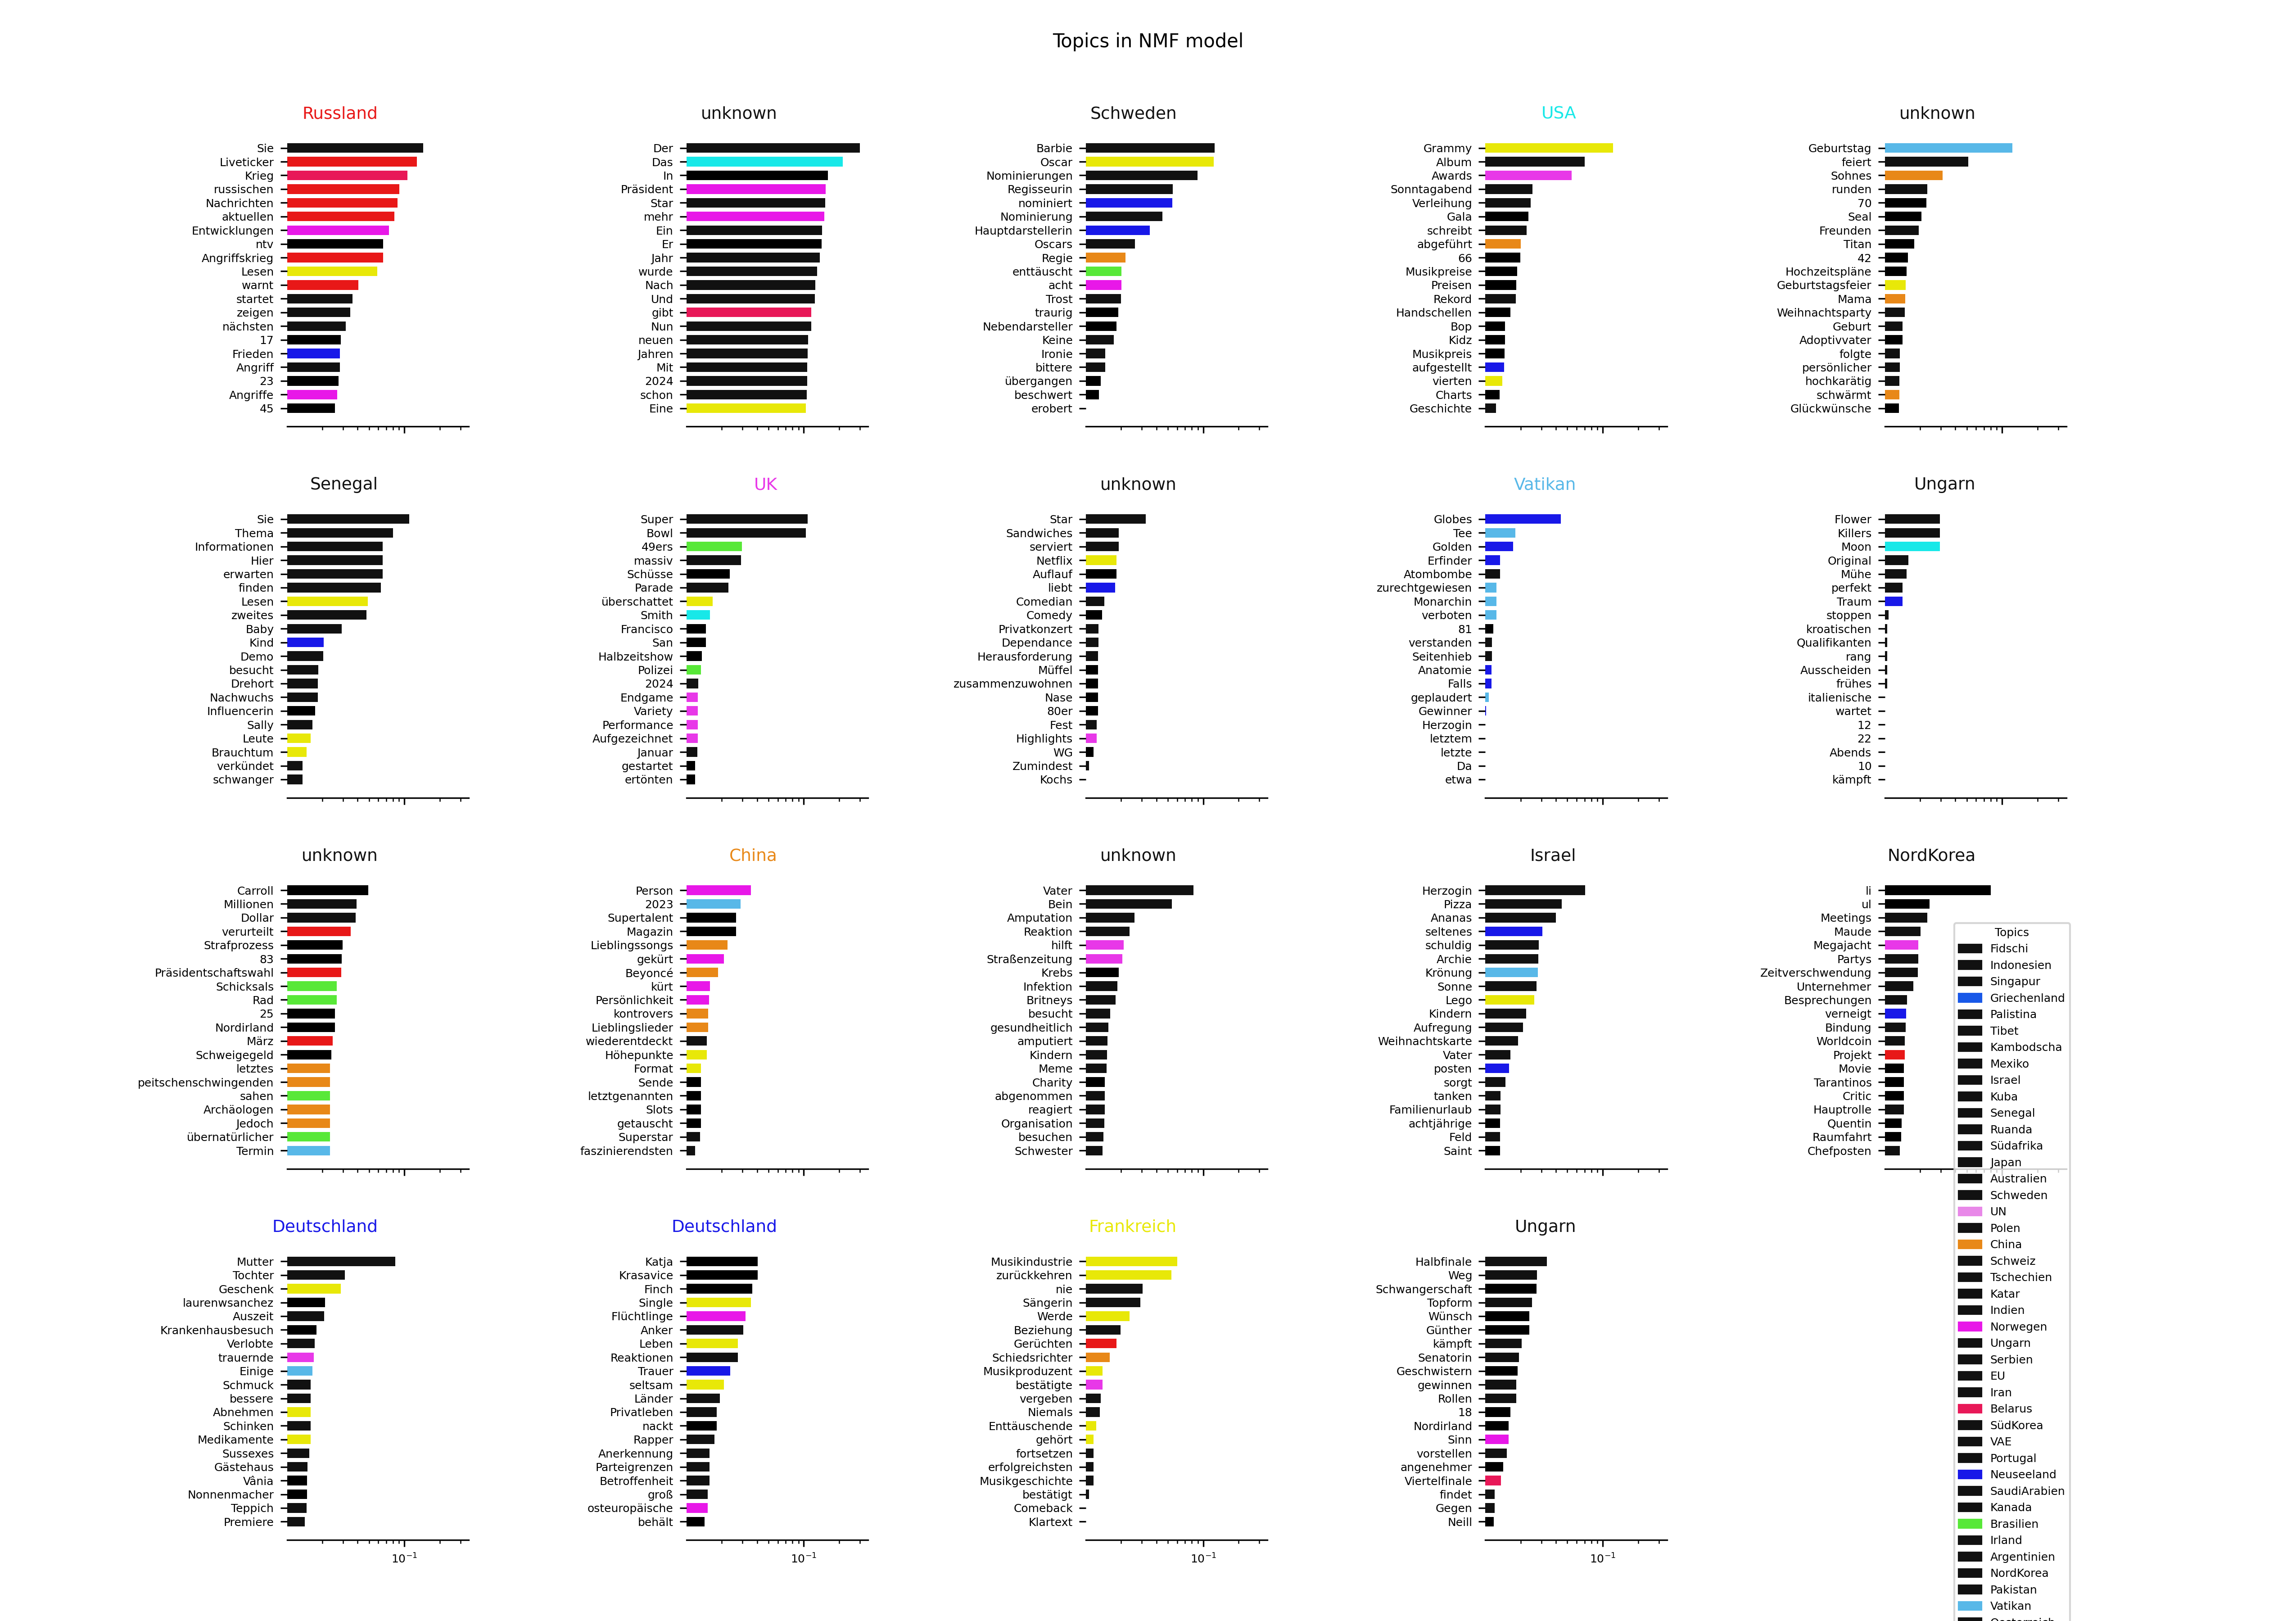 Topics in NMF model
Russland
Sie
Liveticker
Krieg
russischen
Nachrichten
aktuellen
Entwicklungen
ntv
Angriffskrieg
Lesen
warnt
startet
zeigen
nächsten
17
Frieden
Angriff
23
Angriffe
45
unknown
Der
Das
In
Präsident
Star
mehr
Ein
Er
Jahr
wurde
Nach
Und
gibt
Nun
neuen
Jahren
Mit
2024
schon
Eine
Schweden
Barbie
Oscar
Nominierungen
Regisseurin
nominiert
Nominierung
Hauptdarstellerin
Oscars
Regie
enttäuscht
acht
Trost
traurig
Nebendarsteller
Keine
Ironie
bittere
übergangen
beschwert
erobert
USA
Grammy
Album
Awards
Sonntagabend
Verleihung
Gala
schreibt
abgeführt
66
Musikpreise
Preisen
Rekord
Handschellen
Bop
Kidz
Musikpreis
aufgestellt
vierten
Charts
Geschichte
unknown
Geburtstag
feiert
Sohnes
runden
70
Seal
Freunden
Titan
42
Hochzeitspläne
Geburtstagsfeier
Mama
Weihnachtsparty
Geburt
Adoptivvater
folgte
persönlicher
hochkarätig
schwärmt
Glückwünsche
Senegal
Sie
Thema
Informationen
Hier
erwarten
finden
Lesen
zweites
Baby
Kind
Demo
besucht
Drehort
Nachwuchs
Influencerin
Sally
Leute
Brauchtum
verkündet
schwanger
UK
Super
Bowl
49ers
massiv
Schüsse
Parade
überschattet
Smith
Francisco
San
Halbzeitshow
Polizei
2024
Endgame
Variety
Performance
Aufgezeichnet
Januar
gestartet
ertönten
unknown
Star
Sandwiches
serviert
Netflix
Auflauf
liebt
Comedian
Comedy
Privatkonzert
Dependance
Herausforderung
Müffel
zusammenzuwohnen
Nase
80er
Fest
Highlights
WG
Zumindest
Kochs
Vatikan
Globes
Tee
Golden
Erfinder
Atombombe
zurechtgewiesen
Monarchin
verboten
81
verstanden
Seitenhieb
Anatomie
Falls
geplaudert
Gewinner
Herzogin
letztem
letzte
Da
etwa
Ungarn
Flower
Killers
Moon
Original
Mühe
perfekt
Traum
stoppen
kroatischen
Qualifikanten
rang
Ausscheiden
frühes
italienische
wartet
12
22
Abends
10
kämpft
unknown
Carroll
Millionen
Dollar
verurteilt
Strafprozess
83
Präsidentschaftswahl
Schicksals
Rad
25
Nordirland
März
Schweigegeld
letztes
peitschenschwingenden
sahen
Archäologen
Jedoch
übernatürlicher
Termin
China
Person
2023
Supertalent
Magazin
Lieblingssongs
gekürt
Beyoncé
kürt
Persönlichkeit
kontrovers
Lieblingslieder
wiederentdeckt
Höhepunkte
Format
Sende
letztgenannten
Slots
getauscht
Superstar
faszinierendsten
unknown
Vater
Bein
Amputation
Reaktion
hilft
Straßenzeitung
Krebs
Infektion
Britneys
besucht
gesundheitlich
amputiert
Kindern
Meme
Charity
abgenommen
reagiert
Organisation
besuchen
Schwester
Israel
Herzogin
Pizza
Ananas
seltenes
schuldig
Archie
Krönung
Sonne
Lego
Kindern
Aufregung
Weihnachtskarte
Vater
posten
sorgt
tanken
Familienurlaub
achtjährige
Feld
Saint
NordKorea
li
ul
Meetings
Maude
Megajacht
Partys
Zeitverschwendung
Unternehmer
Besprechungen
verneigt
Bindung
Worldcoin
Projekt
Movie
Tarantinos
Critic
Hauptrolle
Quentin
Raumfahrt
Chefposten
Deutschland
Mutter
Tochter
Geschenk
laurenwsanchez
Auszeit
Krankenhausbesuch
Verlobte
trauernde
Einige
Schmuck
bessere
Abnehmen
Schinken
Medikamente
Sussexes
Gästehaus
Vânia
Nonnenmacher
Teppich
Premiere
10⁻¹
Deutschland
Katja
Krasavice
Finch
Single
Flüchtlinge
Anker
Leben
Reaktionen
Trauer
seltsam
Länder
Privatleben
nackt
Rapper
Anerkennung
Parteigrenzen
Betroffenheit
groß
osteuropäische
behält
10⁻¹
Frankreich
Musikindustrie
zurückkehren
nie
Sängerin
Werde
Beziehung
Gerüchten
Schiedsrichter
Musikproduzent
bestätigte
vergeben
Niemals
Enttäuschende
gehört
fortsetzen
erfolgreichsten
Musikgeschichte
bestätigt
Comeback
Klartext
10⁻¹
Ungarn
Halbfinale
Weg
Schwangerschaft
Topform
Wünsch
Günther
kämpft
Senatorin
Geschwistern
gewinnen
Rollen
18
Nordirland
Sinn
vorstellen
angenehmer
Viertelfinale
findet
Gegen
Neill
10⁻¹
Topics
Fidschi
Indonesien
Singapur
Griechenland
Palistina
Tibet
Kambodscha
Mexiko
Israel
Kuba
Senegal
Ruanda
Südafrika
Japan
Australien
Schweden
UN
Polen
China
Schweiz
Tschechien
Katar
Indien
Norwegen
Ungarn
Serbien
EU
Iran
Belarus
SüdKorea
VAE
Portugal
Neuseeland
SaudiArabien
Kanada
Brasilien
Irland
Argentinien
NordKorea
Pakistan
Vatikan